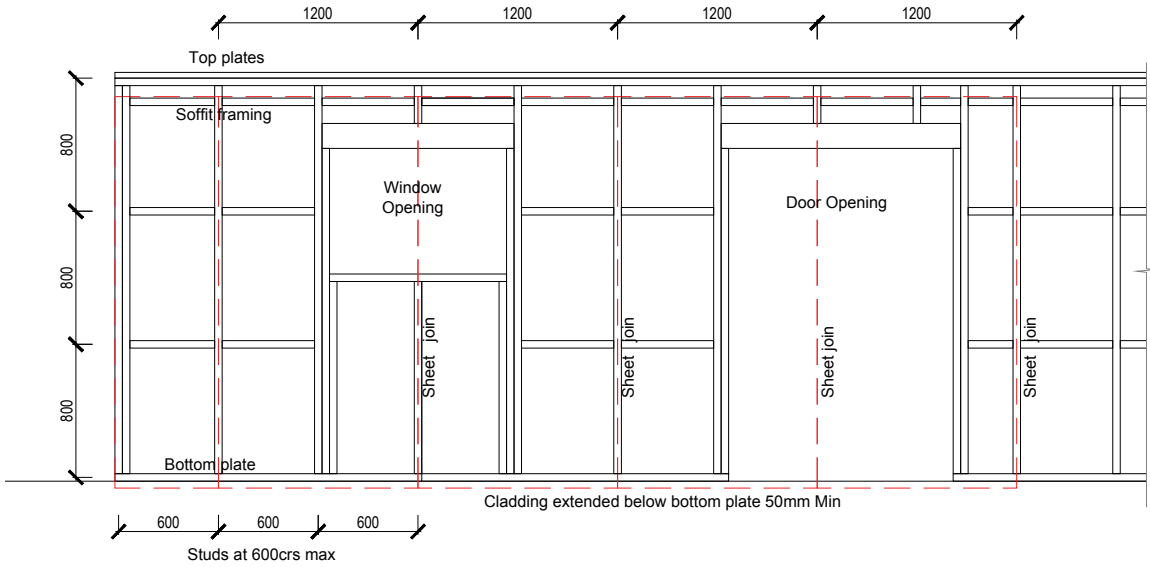 1200 1200 1200 1200
Top plates
Soffit framing
800
Window
Opening
Door Opening
800
Sheet join
Sheet join
Sheet join
Sheet join
800
Bottom plate
Cladding extended below bottom plate 50mm Min
600 600 600
Studs at 600crs max